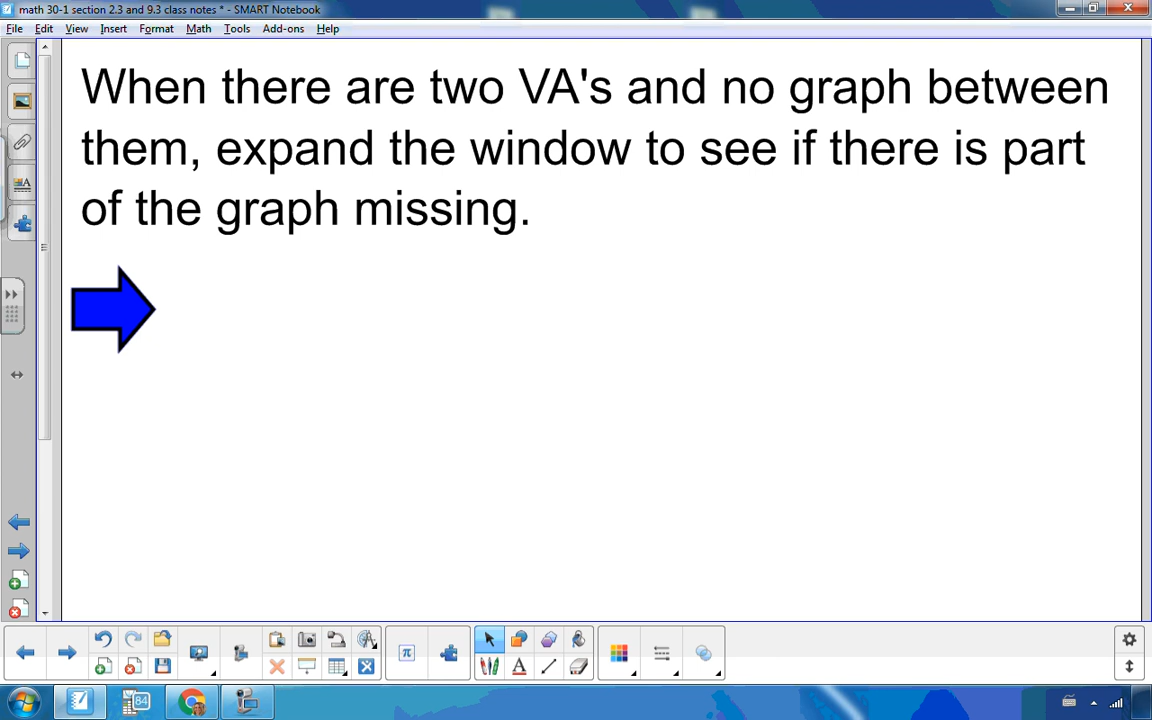 math 30-1 section 2.3 and 9.3 class notes * - SMART Notebook
File Edit View Insert Format Math Tools Add-ons Help
When there are two VA's and no graph between
them, expand the window to see if there is part
of the graph missing.
π
A
84